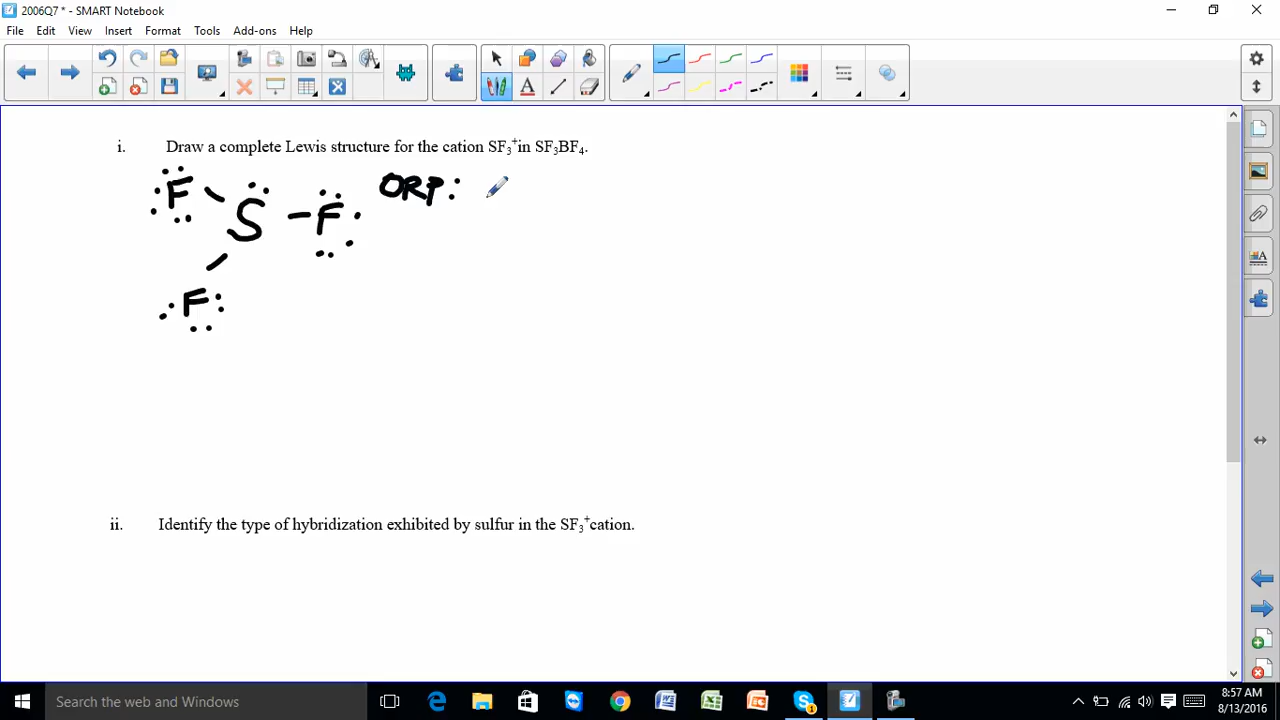 2006Q7 * - SMART Notebook
File Edit View Insert Format Tools Add-ons Help
i. Draw a complete Lewis structure for the cation SF3+in SF3BF4.
F S F ORP:
F
ii. Identify the type of hybridization exhibited by sulfur in the SF3+cation.
Search the web and Windows
8:57 AM
8/13/2016